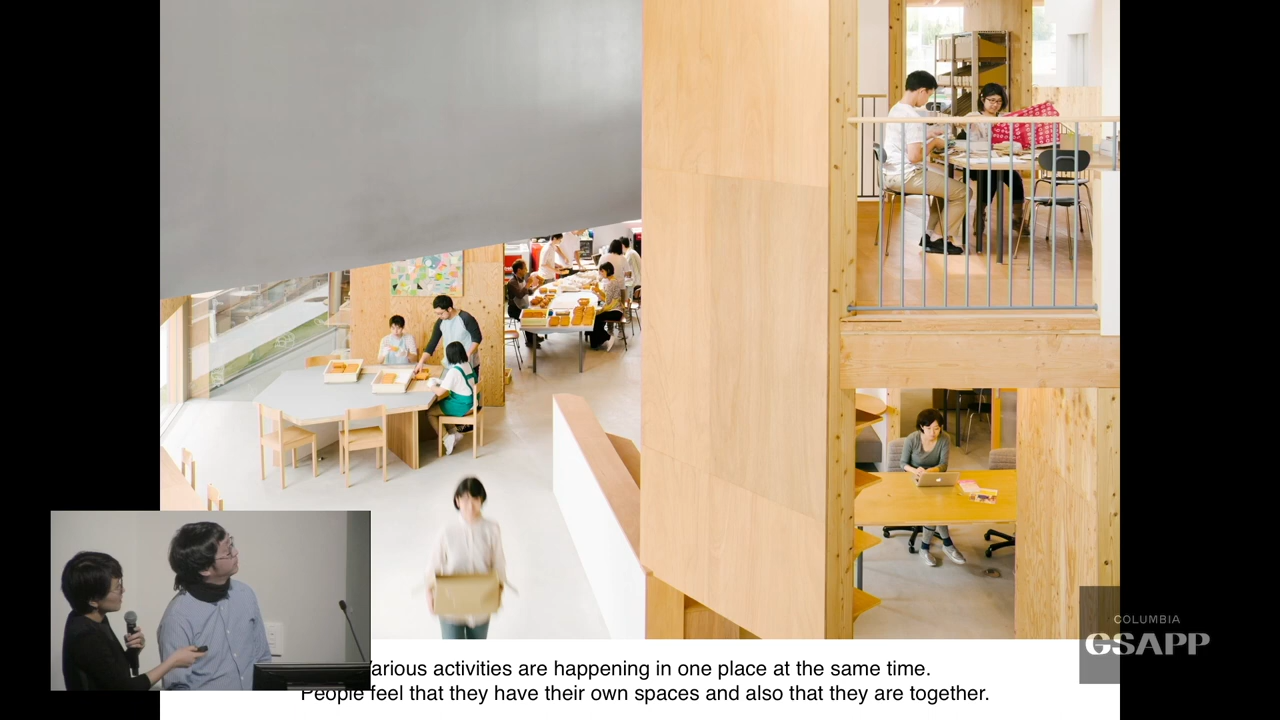 COLUMBIA
GSAPP
Various activities are happening in one place at the same time.
People feel that they have their own spaces and also that they are together.